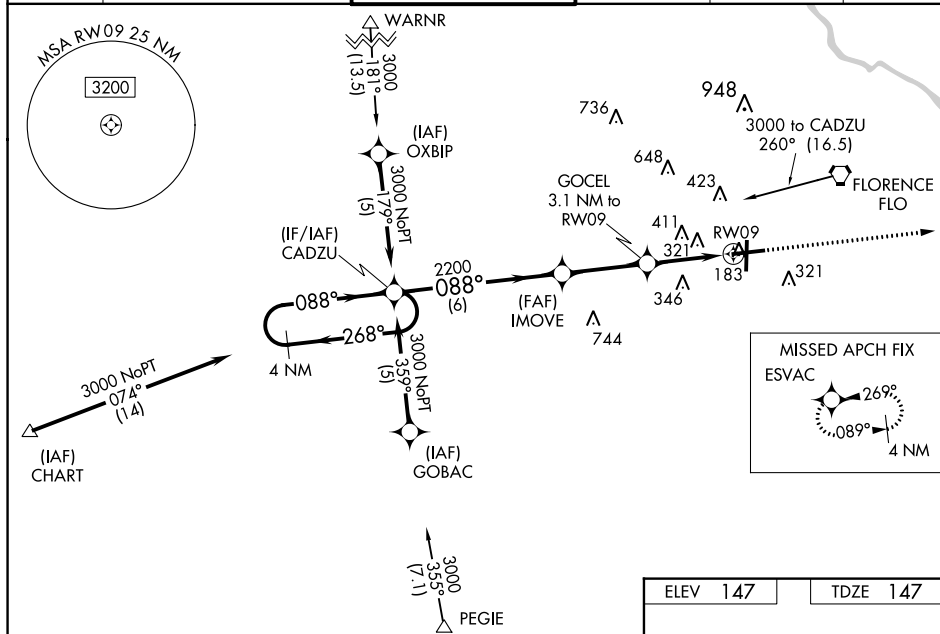 MSA RW09 25 NM
3200
WARNR
3000
181°
(13.5)
(IAF)
OXBIP
3000 NoPT
179°
(5)
(IF/IAF)
CADZU
088°
268°
4 NM
3000 NoPT
074°
(14)
(IAF)
CHART
3000 NoPT
359°
(5)
(IAF)
GOBAC
3000
355°
(7.1)
PEGIE
2200
088°
(6)
(FAF)
IMOVE
GOCEL
3.1 NM to
RW09
736
648
948
423
411
321
346
744
RW09
183
321
3000 to CADZU
260° (16.5)
FLORENCE
FLO
MISSED APCH FIX
ESVAC
269°
089°
4 NM
ELEV 147
TDZE 147